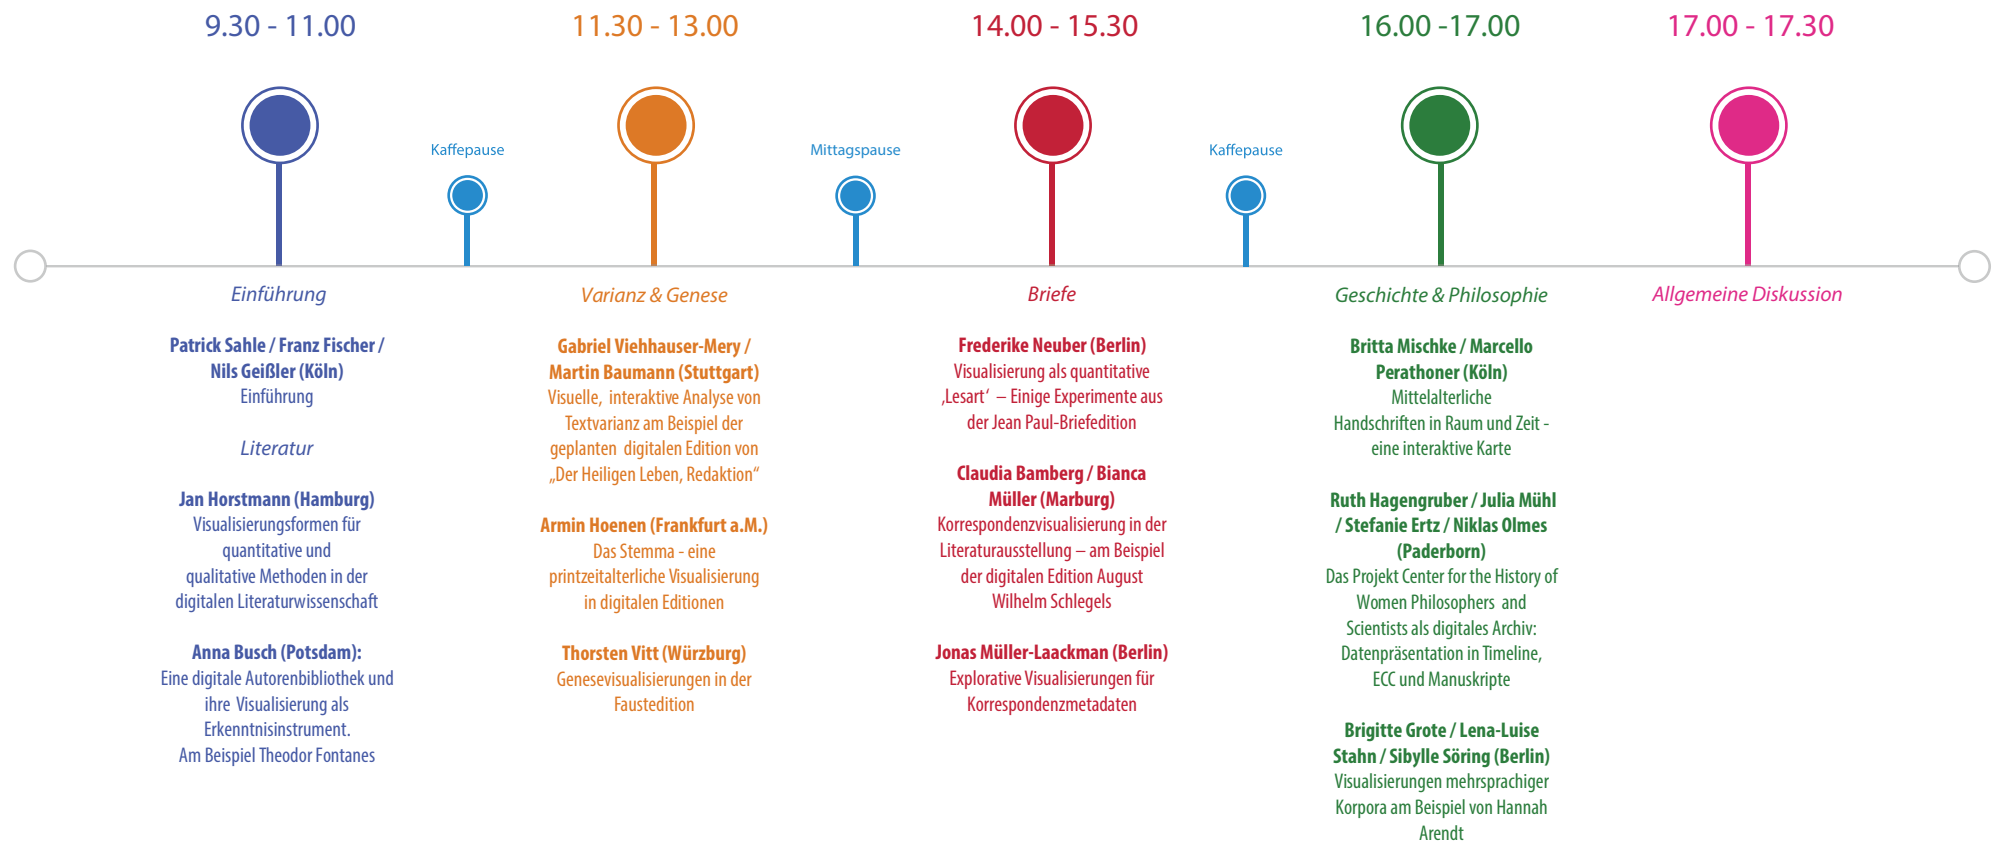 9.30 - 11.00
11.30 - 13.00
14.00 - 15.30
16.00 -17.00
17.00 - 17.30
Kaffepause
Mittagspause
Kaffepause
Einführung
Patrick Sahle / Franz Fischer /
Nils Geißler (Köln)
Einführung
Literatur
Jan Horstmann (Hamburg)
Visualisierungsformen für
quantitative und
qualitative Methoden in der
digitalen Literaturwissenschaft
Anna Busch (Potsdam):
Eine digitale Autorenbibliothek und
ihre Visualisierung als
Erkenntnisinstrument.
Am Beispiel Theodor Fontanes
Varianz & Genese
Gabriel Viehhauser-Mery /
Martin Baumann (Stuttgart)
Visuelle, interaktive Analyse von
Textvarianz am Beispiel der
geplanten digitalen Edition von
„Der Heiligen Leben, Redaktion“
Armin Hoenen (Frankfurt a.M.)
Das Stemma - eine
printzeitalterliche Visualisierung
in digitalen Editionen
Thorsten Vitt (Würzburg)
Genesevisualisierungen in der
Faustedition
Briefe
Frederike Neuber (Berlin)
Visualisierung als quantitative
‚Lesart‘ – Einige Experimente aus
der Jean Paul-Briefedition
Claudia Bamberg / Bianca
Müller (Marburg)
Korrespondenzvisualisierung in der
Literaturausstellung – am Beispiel
der digitalen Edition August
Wilhelm Schlegels
Jonas Müller-Laackman (Berlin)
Explorative Visualisierungen für
Korrespondenzmetadaten
Geschichte & Philosophie
Britta Mischke / Marcello
Perathoner (Köln)
Mittelalterliche
Handschriften in Raum und Zeit -
eine interaktive Karte
Ruth Hagengruber / Julia Mühl
/ Stefanie Ertz / Niklas Olmes
(Paderborn)
Das Projekt Center for the History of
Women Philosophers and
Scientists als digitales Archiv:
Datenpräsentation in Timeline,
ECC und Manuskripte
Brigitte Grote / Lena-Luise
Stahn / Sibylle Söring (Berlin)
Visualisierungen mehrsprachiger
Korpora am Beispiel von Hannah
Arendt
Allgemeine Diskussion